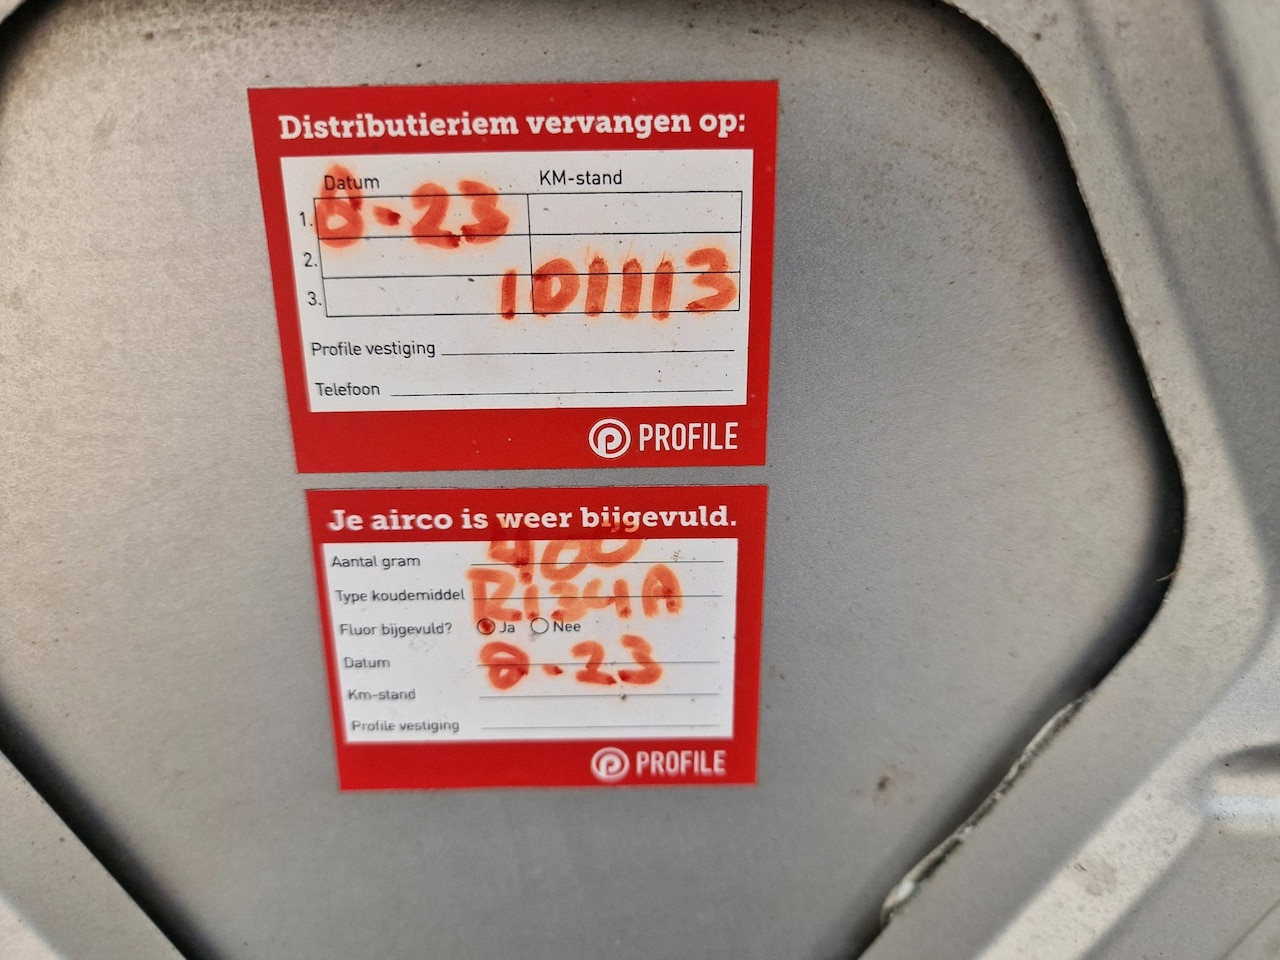 Distributieriem vervangen op:
Datum KM-stand
1. 8-23
2.
3. 101113
Profile vestiging
Telefoon
PROFILE
Je airco is weer bijgevuld.
Aantal gram 400
Type koudemiddel R134A
Fluor bijgevuld? Ja Nee
Datum 8-23
Km-stand
Profile vestiging
PROFILE